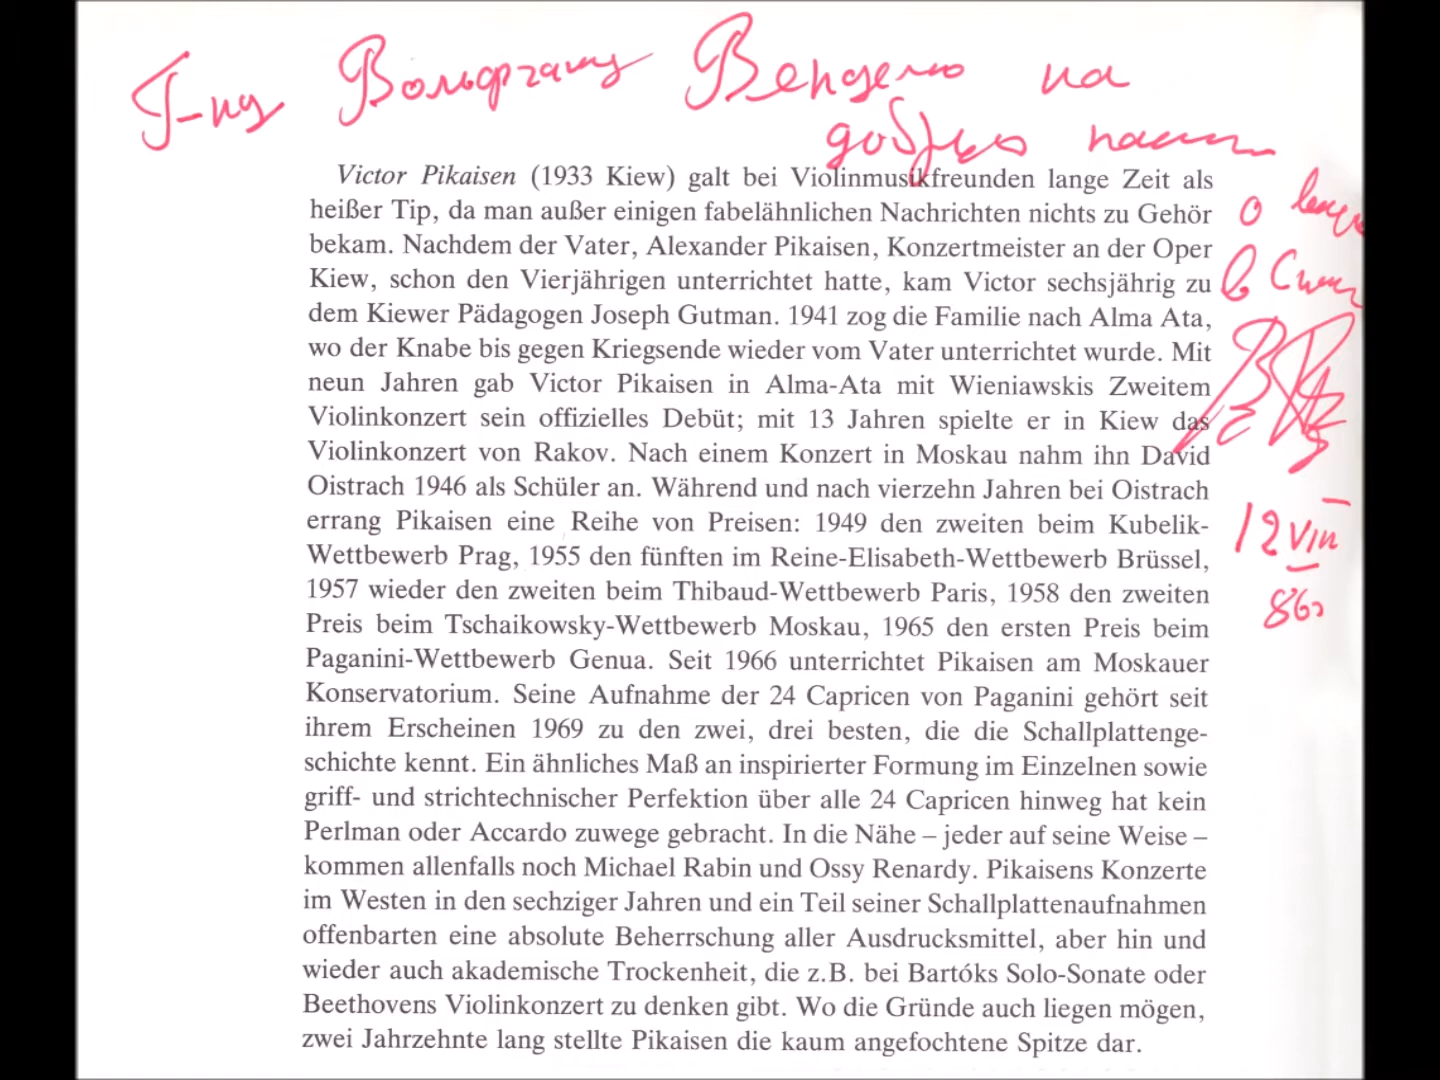 Г-ну Вольфгангу Венделю на
добрую память
о
в
Victor Pikaisen (1933 Kiew) galt bei Violinmusikfreunden lange Zeit als
heißer Tip, da man außer einigen fabelähnlichen Nachrichten nichts zu Gehör
bekam. Nachdem der Vater, Alexander Pikaisen, Konzertmeister an der Oper
Kiew, schon den Vierjährigen unterrichtet hatte, kam Victor sechsjährig zu
dem Kiewer Pädagogen Joseph Gutman. 1941 zog die Familie nach Alma Ata,
wo der Knabe bis gegen Kriegsende wieder vom Vater unterrichtet wurde. Mit
neun Jahren gab Victor Pikaisen in Alma-Ata mit Wieniawskis Zweitem
Violinkonzert sein offizielles Debüt; mit 13 Jahren spielte er in Kiew das
Violinkonzert von Rakov. Nach einem Konzert in Moskau nahm ihn David
Oistrach 1946 als Schüler an. Während und nach vierzehn Jahren bei Oistrach
errang Pikaisen eine Reihe von Preisen: 1949 den zweiten beim Kubelik-
Wettbewerb Prag, 1955 den fünften im Reine-Elisabeth-Wettbewerb Brüssel,
1957 wieder den zweiten beim Thibaud-Wettbewerb Paris, 1958 den zweiten
Preis beim Tschaikowsky-Wettbewerb Moskau, 1965 den ersten Preis beim
Paganini-Wettbewerb Genua. Seit 1966 unterrichtet Pikaisen am Moskauer
Konservatorium. Seine Aufnahme der 24 Capricen von Paganini gehört seit
ihrem Erscheinen 1969 zu den zwei, drei besten, die die Schallplattenge-
schichte kennt. Ein ähnliches Maß an inspirierter Formung im Einzelnen sowie
griff- und strichtechnischer Perfektion über alle 24 Capricen hinweg hat kein
Perlman oder Accardo zuwege gebracht. In die Nähe – jeder auf seine Weise –
kommen allenfalls noch Michael Rabin und Ossy Renardy. Pikaisens Konzerte
im Westen in den sechziger Jahren und ein Teil seiner Schallplattenaufnahmen
offenbarten eine absolute Beherrschung aller Ausdrucksmittel, aber hin und
wieder auch akademische Trockenheit, die z.B. bei Bartóks Solo-Sonate oder
Beethovens Violinkonzert zu denken gibt. Wo die Gründe auch liegen mögen,
zwei Jahrzehnte lang stellte Pikaisen die kaum angefochtene Spitze dar.
12 VIII
86г